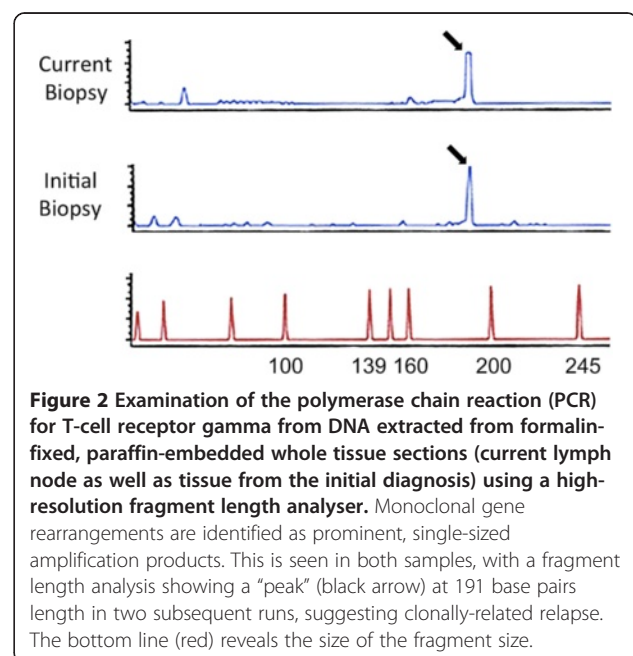 Current
Biopsy
Initial
Biopsy
100 139 160 200 245
Figure 2 Examination of the polymerase chain reaction (PCR)
for T-cell receptor gamma from DNA extracted from formalin-
fixed, paraffin-embedded whole tissue sections (current lymph
node as well as tissue from the initial diagnosis) using a high-
resolution fragment length analyser. Monoclonal gene
rearrangements are identified as prominent, single-sized
amplification products. This is seen in both samples, with a fragment
length analysis showing a “peak” (black arrow) at 191 base pairs
length in two subsequent runs, suggesting clonally-related relapse.
The bottom line (red) reveals the size of the fragment size.